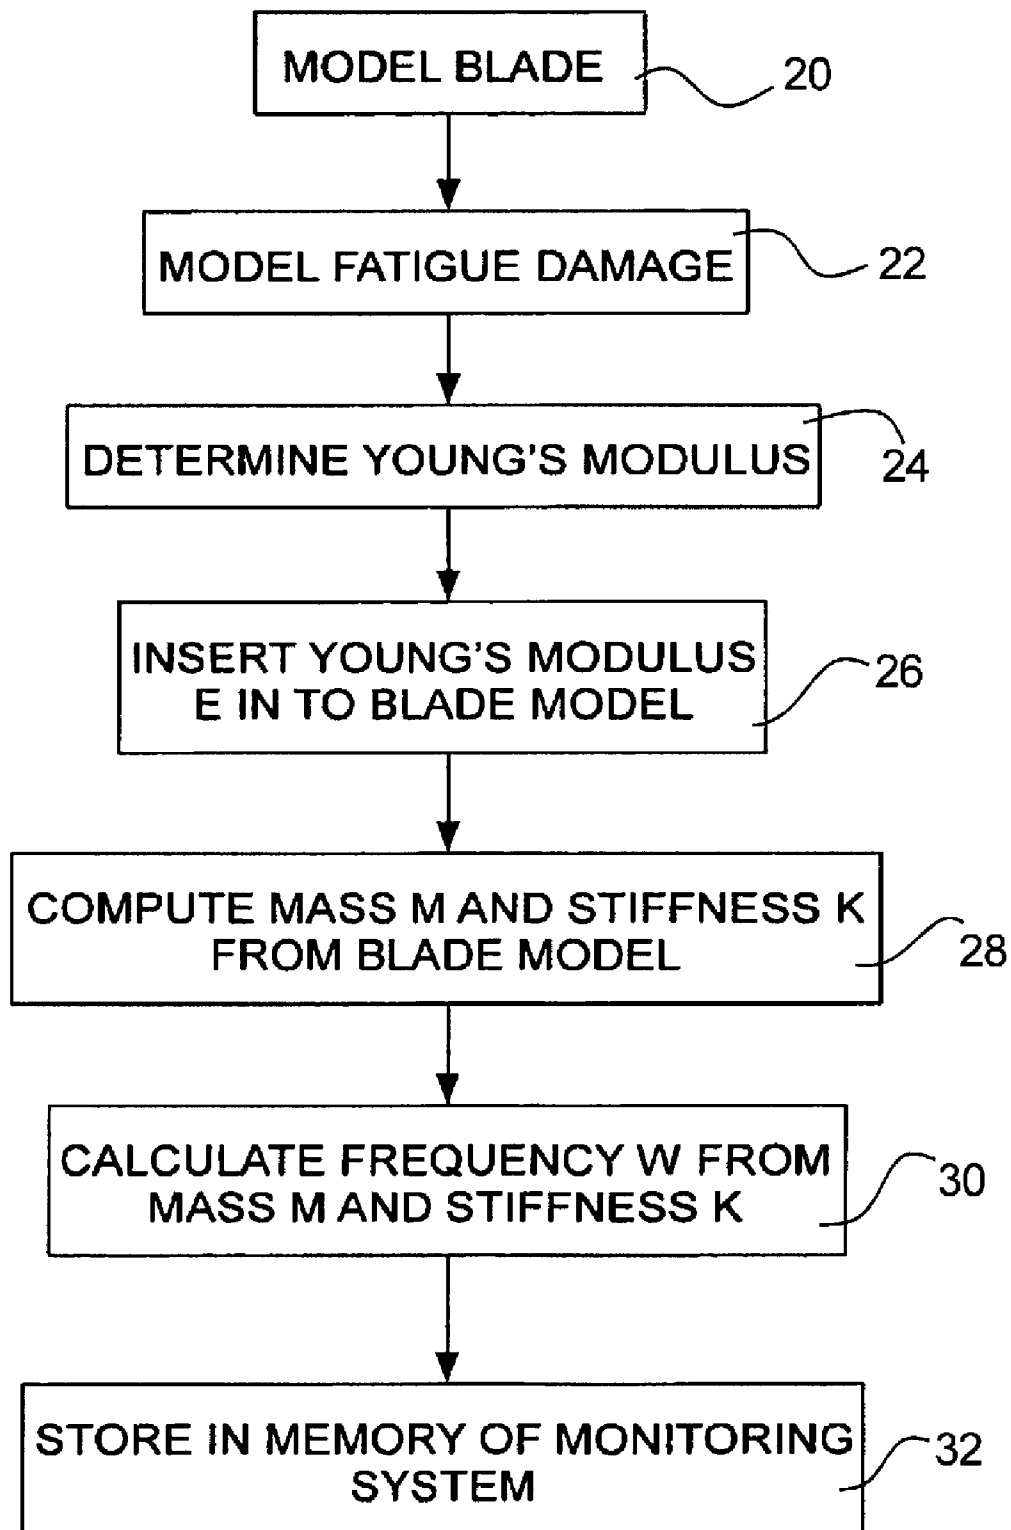 MODEL BLADE
20
MODEL FATIGUE DAMAGE
22
DETERMINE YOUNG'S MODULUS
24
INSERT YOUNG'S MODULUS
E IN TO BLADE MODEL
26
COMPUTE MASS M AND STIFFNESS K
FROM BLADE MODEL
28
CALCULATE FREQUENCY W FROM
MASS M AND STIFFNESS K
30
STORE IN MEMORY OF MONITORING
SYSTEM
32